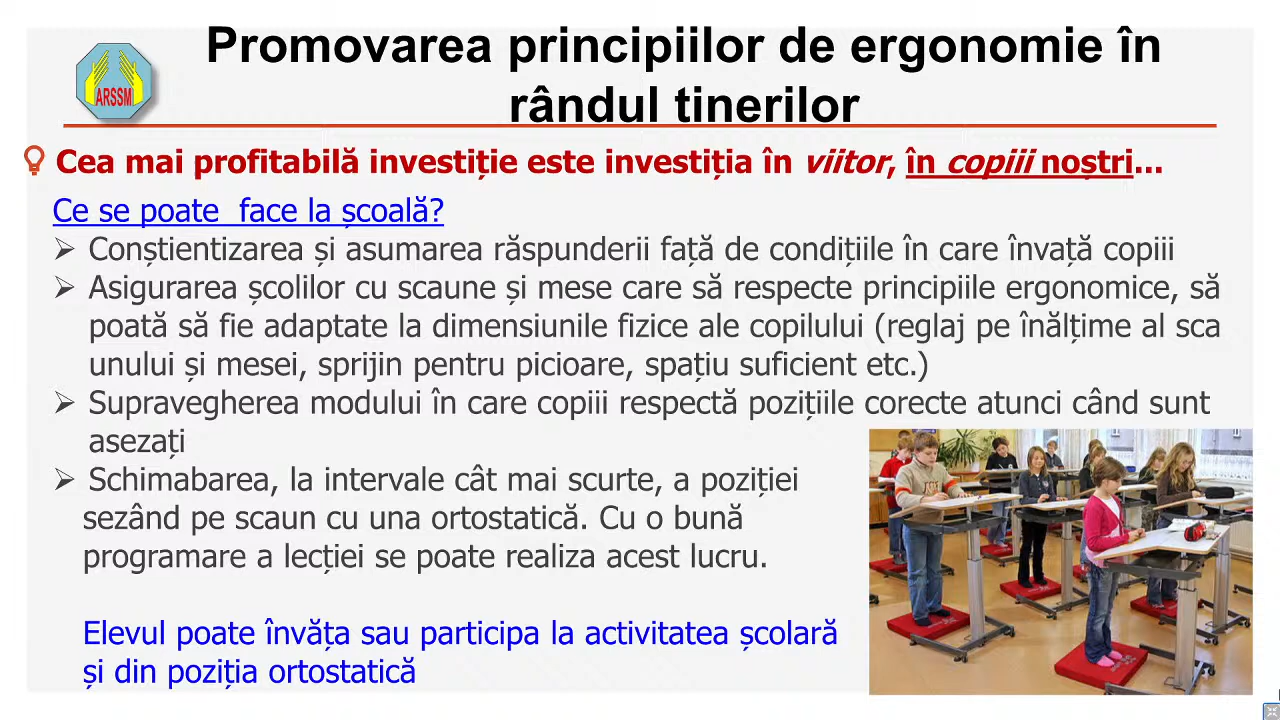 Promovarea principiilor de ergonomie în
rândul tinerilor
ARSSM
Cea mai profitabilă investiție este investiția în viitor, în copiii noștri...
Ce se poate  face la școală?
➢ Conștientizarea și asumarea răspunderii față de condițiile în care învață copiii
➢ Asigurarea școlilor cu scaune și mese care să respecte principiile ergonomice, să
poată să fie adaptate la dimensiunile fizice ale copilului (reglaj pe înălțime al sca
unului și mesei, sprijin pentru picioare, spațiu suficient etc.)
➢ Supravegherea modului în care copiii respectă pozițiile corecte atunci când sunt
asezați
➢ Schimabarea, la intervale cât mai scurte, a poziției
sezând pe scaun cu una ortostatică. Cu o bună
programare a lecției se poate realiza acest lucru.
Elevul poate învăța sau participa la activitatea școlară
și din poziția ortostatică